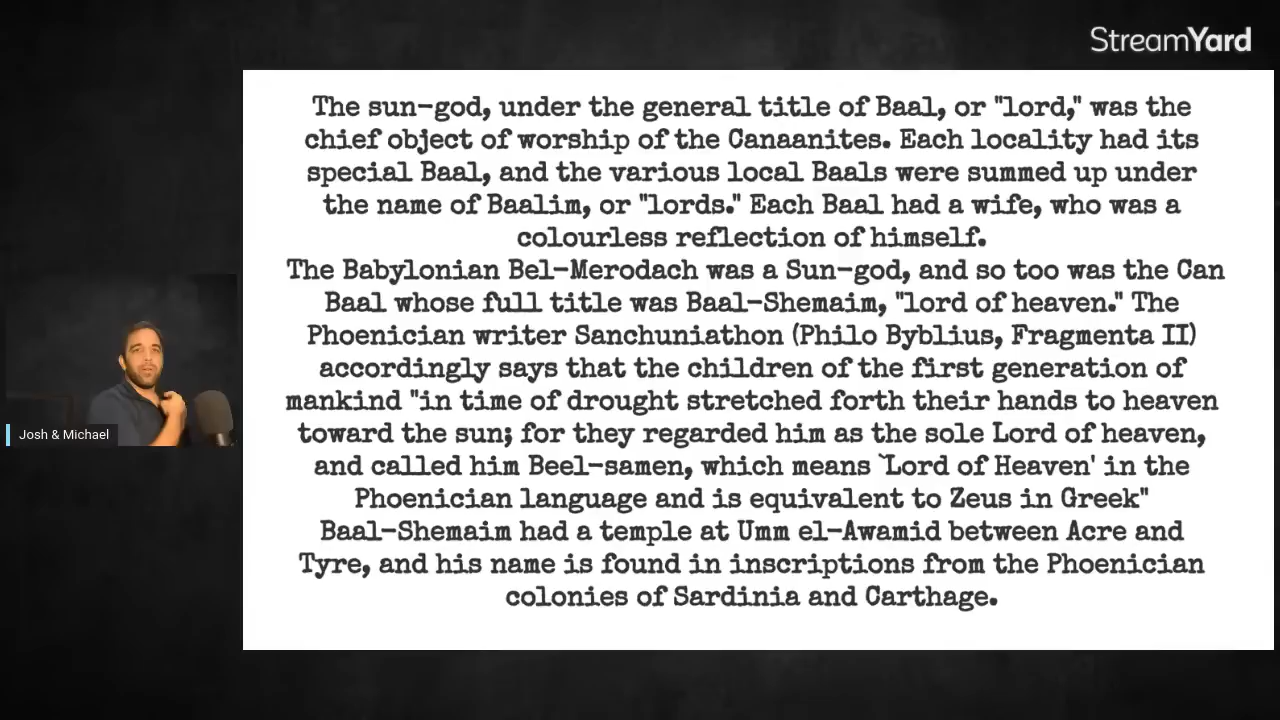 StreamYard
The sun-god, under the general title of Baal, or "lord," was the
chief object of worship of the Canaanites. Each locality had its
special Baal, and the various local Baals were summed up under
the name of Baalim, or "lords." Each Baal had a wife, who was a
colourless reflection of himself.
The Babylonian Bel-Merodach was a Sun-god, and so too was the Can
Baal whose full title was Baal-Shemaim, "lord of heaven." The
Phoenician writer Sanchuniathon (Philo Byblius, Fragmenta II)
accordingly says that the children of the first generation of
mankind "in time of drought stretched forth their hands to heaven
toward the sun; for they regarded him as the sole Lord of heaven,
and called him Beel-samen, which means `Lord of Heaven' in the
Phoenician language and is equivalent to Zeus in Greek"
Baal-Shemaim had a temple at Umm el-Awamid between Acre and
Tyre, and his name is found in inscriptions from the Phoenician
colonies of Sardinia and Carthage.
Josh & Michael